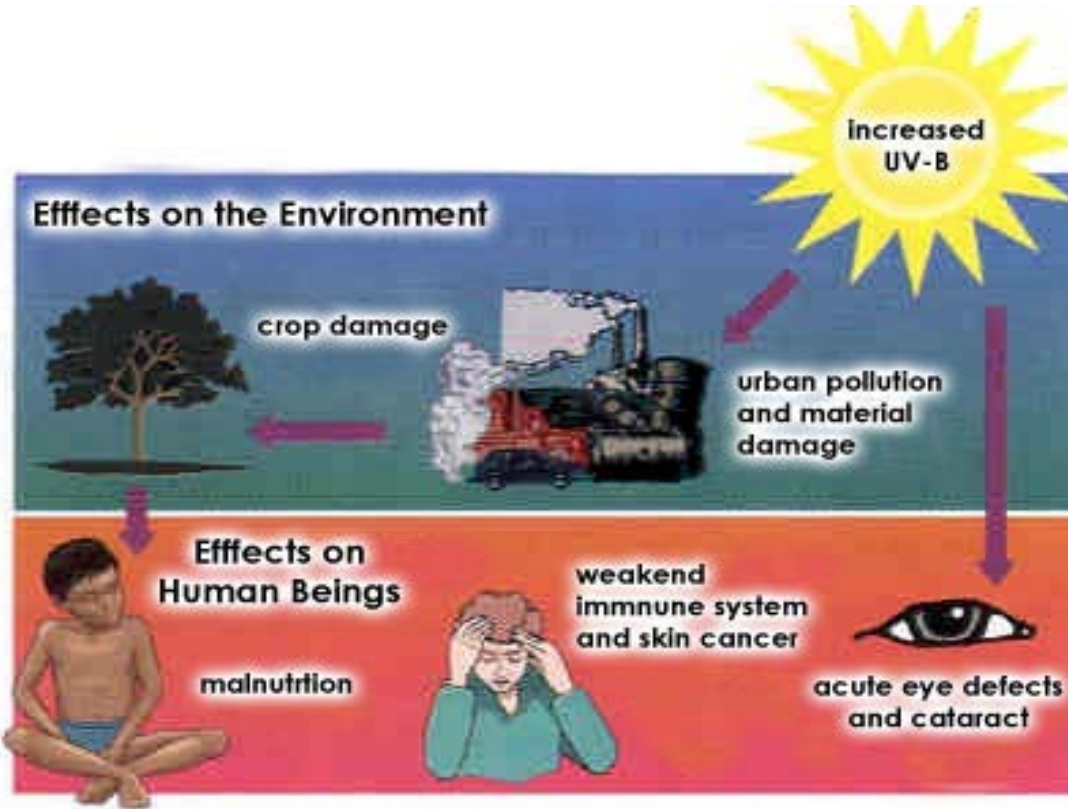 increased
UV-B
Efffects on the Environment
crop damage
urban pollution
and material
damage
Efffects on
Human Beings
weakend
immnune system
and skin cancer
malnutrtion
acute eye defects
and cataract